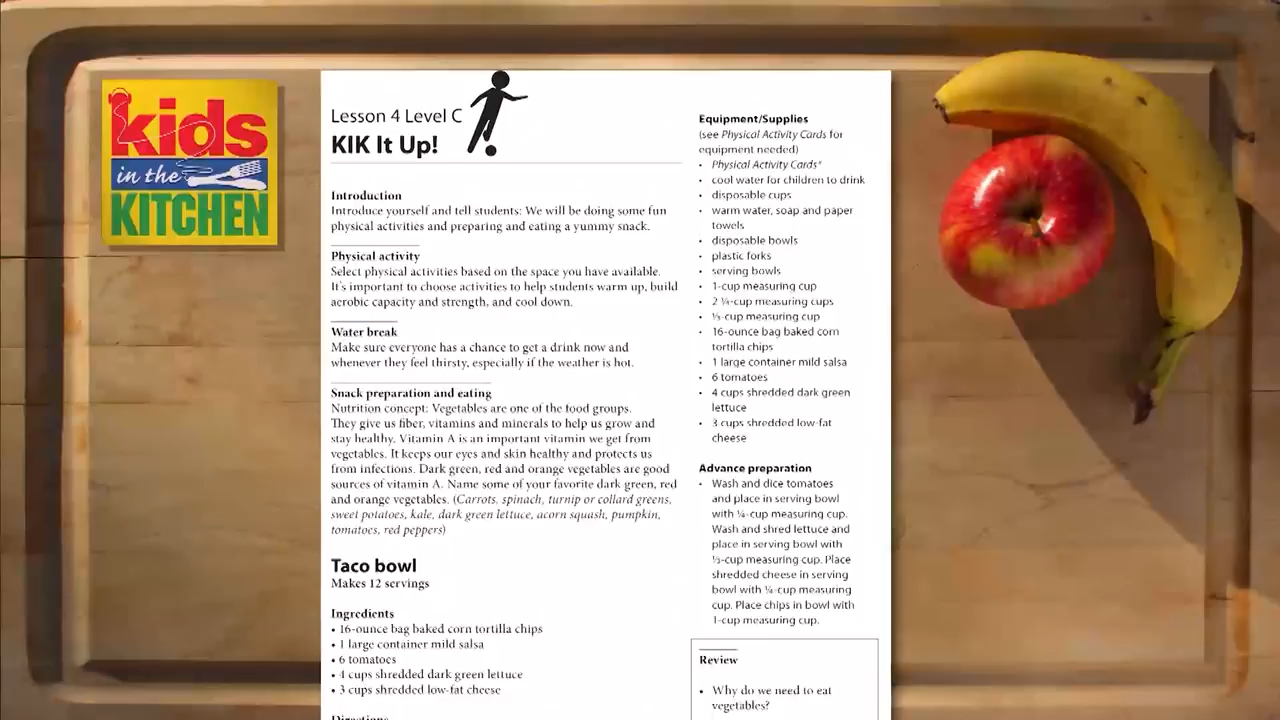 kids
in the
KITCHEN
Lesson 4 Level C
KIK It Up!
Introduction
Introduce yourself and tell students: We will be doing some fun
physical activities and preparing and eating a yummy snack.
Physical activity
Select physical activities based on the space you have available.
It's important to choose activities to help students warm up, build
aerobic capacity and strength, and cool down.
Water break
Make sure everyone has a chance to get a drink now and
whenever they feel thirsty, especially if the weather is hot.
Snack preparation and eating
Nutrition concept: Vegetables are one of the food groups.
They give us fiber, vitamins and minerals to help us grow and
stay healthy. Vitamin A is an important vitamin we get from
vegetables. It keeps our eyes and skin healthy and protects us
from infections. Dark green, red and orange vegetables are good
sources of vitamin A. Name some of your favorite dark green, red
and orange vegetables. (Carrots, spinach, turnip or collard greens,
sweet potatoes, kale, dark green lettuce, acorn squash, pumpkin,
tomatoes, red peppers)
Taco bowl
Makes 12 servings
Ingredients
• 16-ounce bag baked corn tortilla chips
• 1 large container mild salsa
• 6 tomatoes
• 4 cups shredded dark green lettuce
• 3 cups shredded low-fat cheese
Directions
Equipment/Supplies
(see Physical Activity Cards for
equipment needed)
• Physical Activity Cards*
• cool water for children to drink
• disposable cups
• warm water, soap and paper
towels
• disposable bowls
• plastic forks
• serving bowls
• 1-cup measuring cup
• 2 ¼-cup measuring cups
• ⅓-cup measuring cup
• 16-ounce bag baked corn
tortilla chips
• 1 large container mild salsa
• 6 tomatoes
• 4 cups shredded dark green
lettuce
• 3 cups shredded low-fat
cheese
Advance preparation
• Wash and dice tomatoes
and place in serving bowl
with ¼-cup measuring cup.
Wash and shred lettuce and
place in serving bowl with
⅓-cup measuring cup. Place
shredded cheese in serving
bowl with ¼-cup measuring
cup. Place chips in bowl with
1-cup measuring cup.
Review
• Why do we need to eat
vegetables?